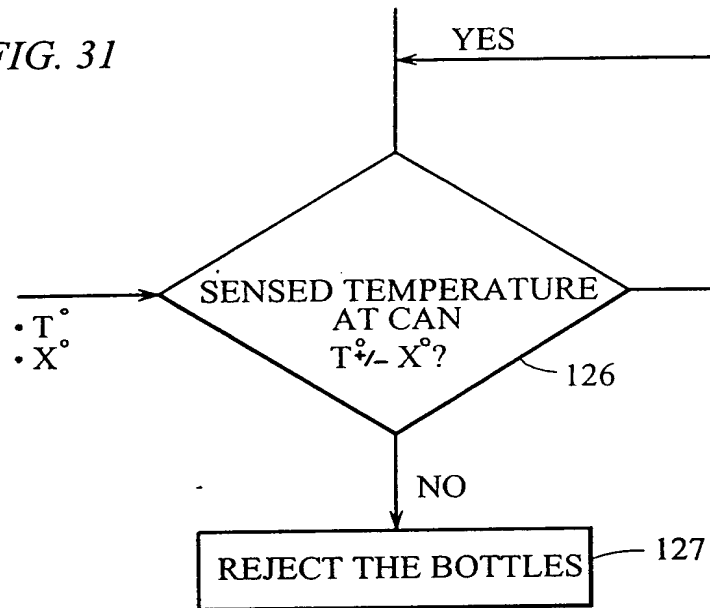 FIG. 31
YES
SENSED TEMPERATURE
AT CAN
T°+/- X°?
• T°
• X°
126
NO
REJECT THE BOTTLES
127